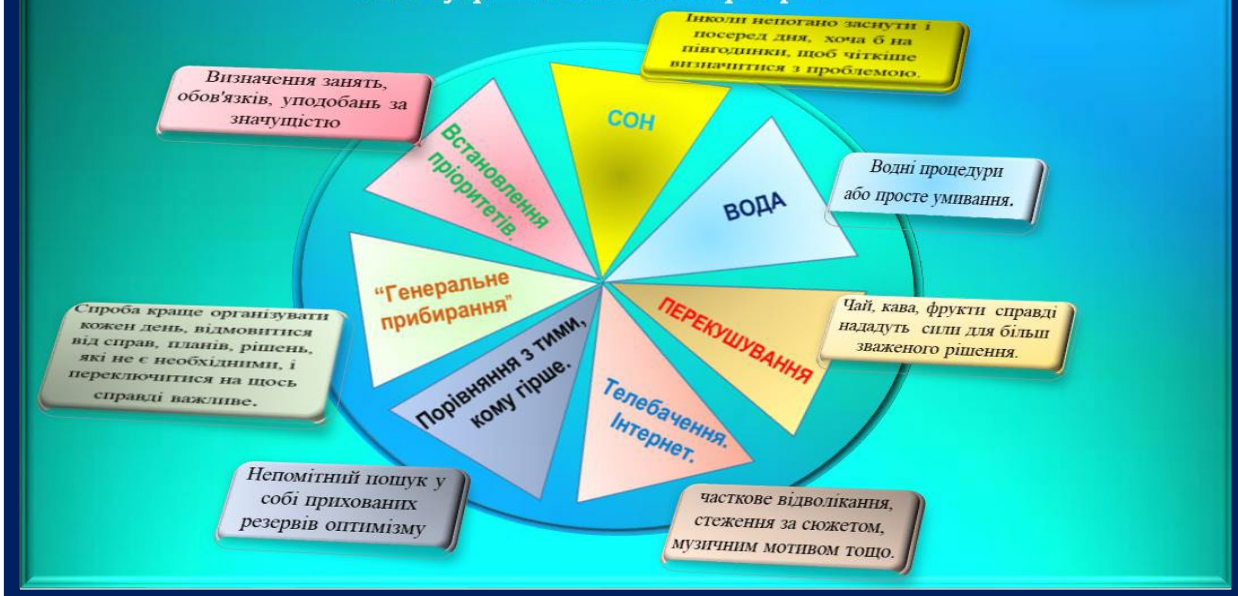 Інколи непогано заснути і
посеред дня, хоча б на
півгодинки, щоб чіткіше
визначитися з проблемою.
Визначення занять,
обов'язків, уподобань за
значущістю
СОН
Встановлення
пріоритетів.
ВОДА
Водні процедури
або просте умивання.
“Генеральне
прибирання”
ПЕРЕКУШУВАННЯ
Чай, кава, фрукти справді
нададуть сили для більш
зваженого рішення.
Спроба краще організувати
кожен день, відмовитися
від справ, планів, рішень,
які не є необхідними, і
переключитися на щось
справді важливе.
Порівняння з тими,
кому гірше.
Телебачення.
Інтернет.
Непомітний пошук у
собі прихованих
резервів оптимізму
часткове відволікання,
стеження за сюжетом,
музичним мотивом тощо.